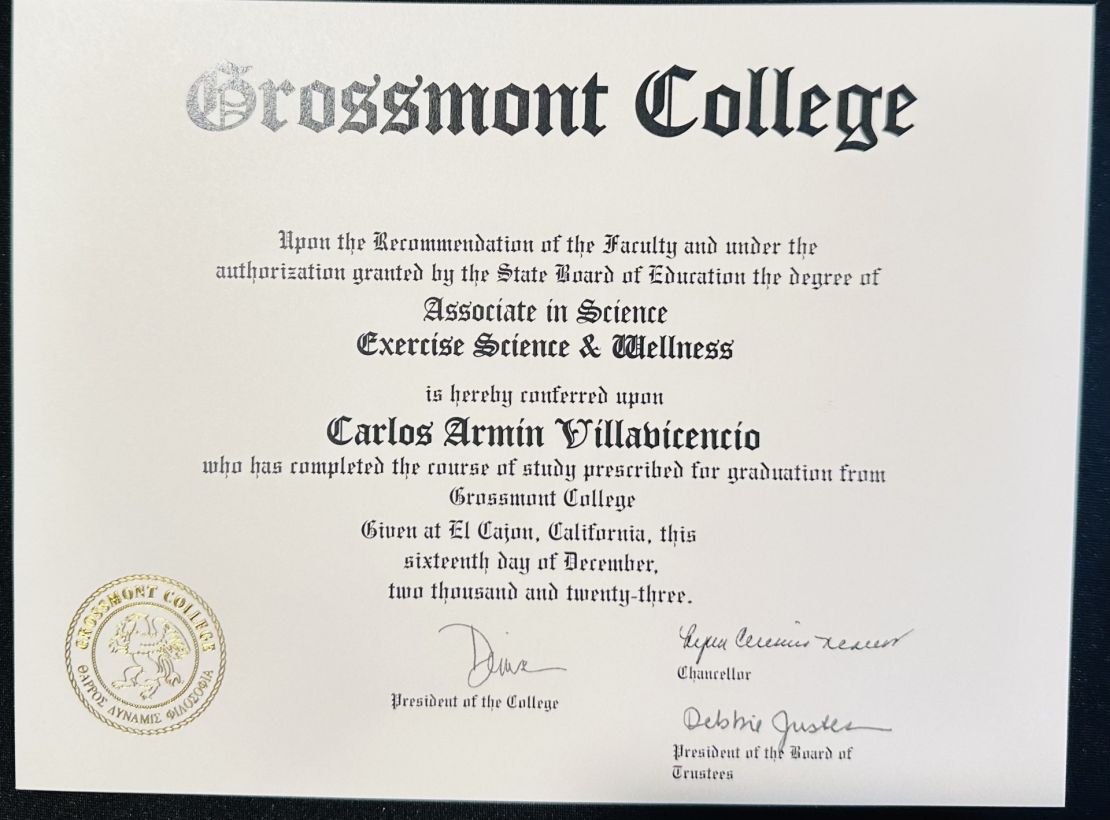 Grossmont College
Upon the Recommendation of the Faculty and under the
authorization granted by the State Board of Education the degree of
Associate in Science
Exercise Science & Wellness
is hereby conferred upon
Carlos Armin Villavicencio
who has completed the course of study prescribed for graduation from
Grossmont College
Given at El Cajon, California, this
sixteenth day of December,
two thousand and twenty-three.
GROSSMONT COLLEGE
ΘΑΡΡΟΣ ΔΥΝΑΜΙΣ ΦΙΛΟΣΟΦΙΑ
President of the College
Chancellor
Debbie Justeson
President of the Board of
Trustees